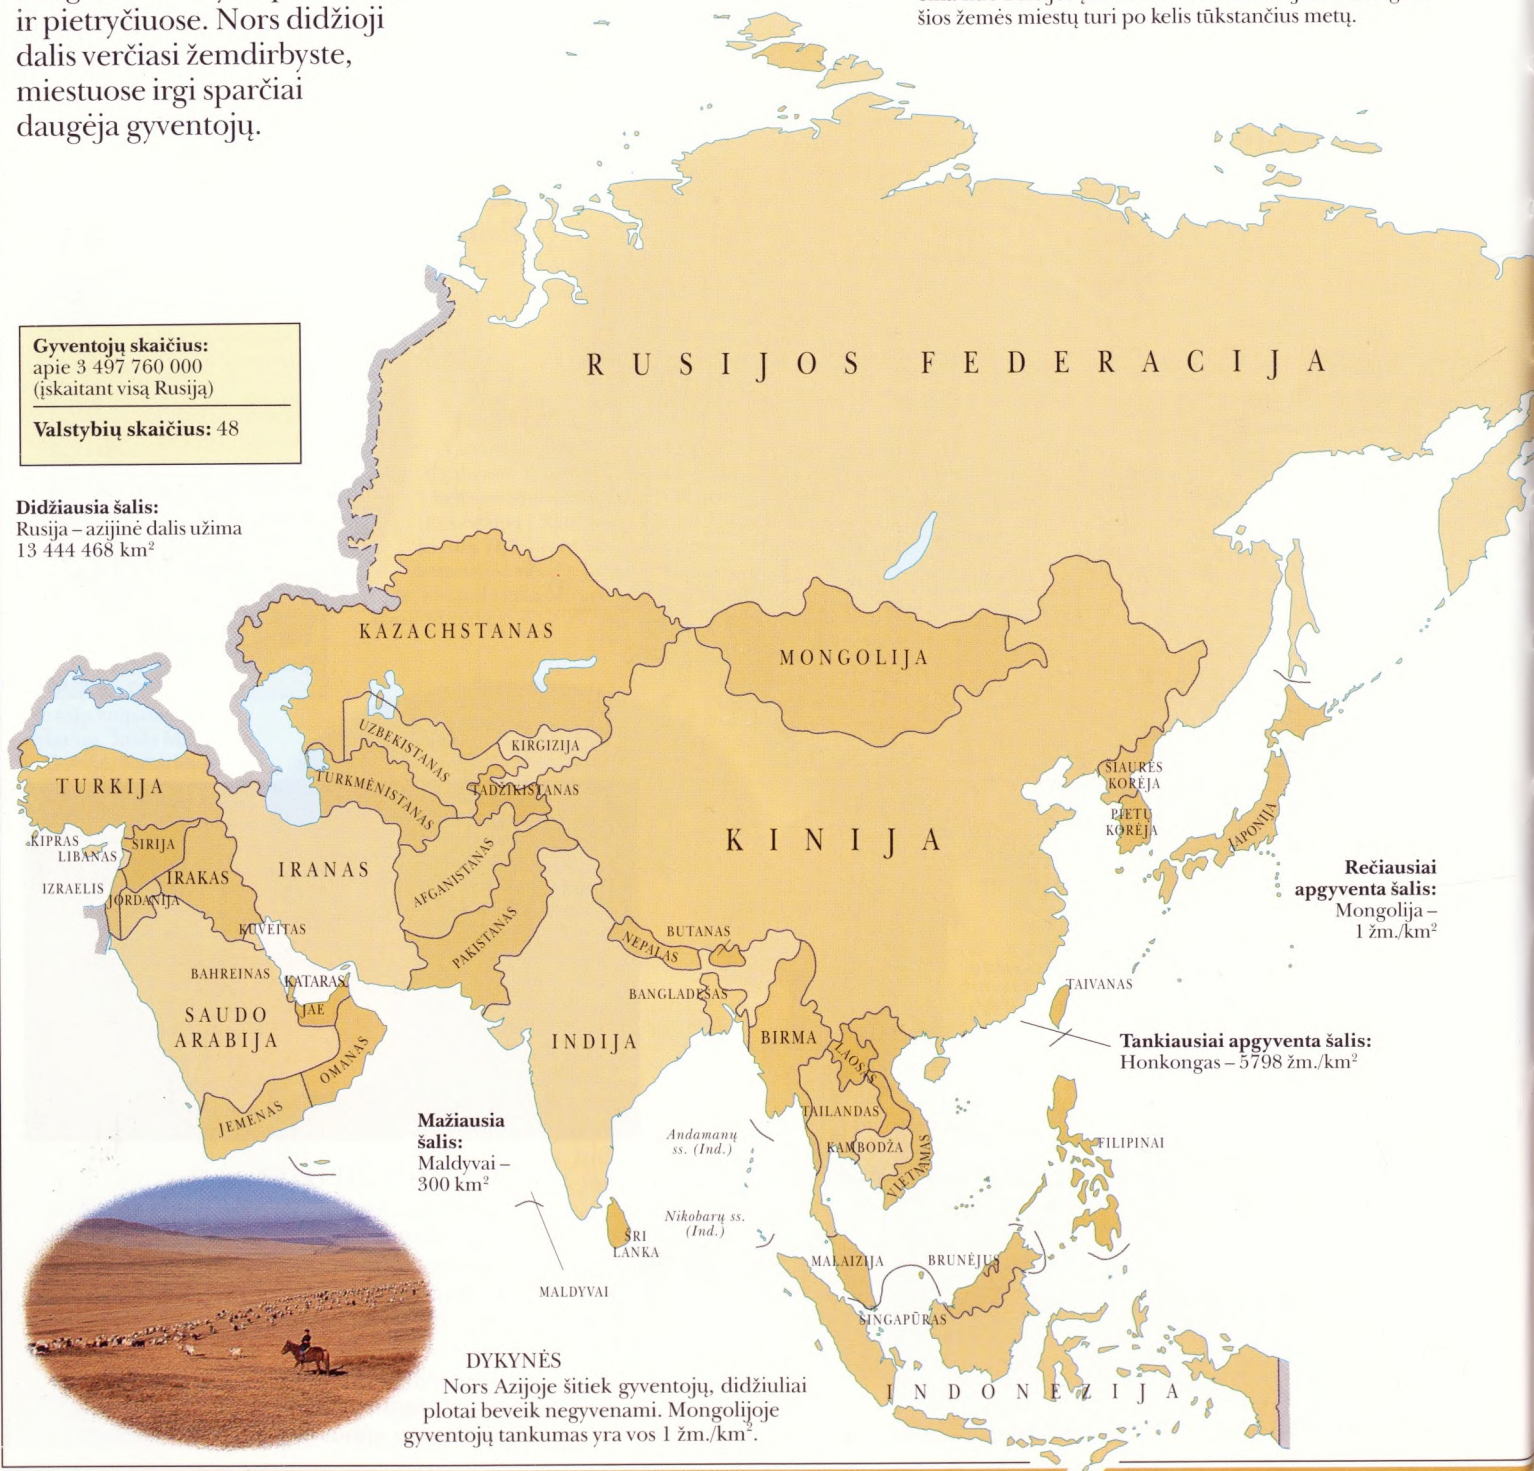 ir pietryčiuose. Nors didžioji
dalis verčiasi žemdirbyste,
miestuose irgi sparčiai
daugėja gyventojų.
šios žemės miestų turi po kelis tūkstančius metų.
Gyventojų skaičius:
apie 3 497 760 000
(įskaitant visą Rusiją)
Valstybių skaičius: 48
Didžiausia šalis:
Rusija – azijinė dalis užima
13 444 468 km²
RUSIJOS FEDERACIJA
KAZACHSTANAS
MONGOLIJA
UZBEKISTANAS
KIRGIZIJA
TURKMĖNISTANAS
TADŽIKISTANAS
TURKIJA
ŠIAURĖS
KORĖJA
PIETŲ
KORĖJA
JAPONIJA
KINIJA
KIPRAS
LIBANAS
SIRIJA
IZRAELIS
JORDANIJA
IRAKAS
IRANAS
AFGANISTANAS
PAKISTANAS
KUVEITAS
NEPALAS
BUTANAS
BAHREINAS
KATARAS
JAE
SAUDO
ARABIJA
OMANAS
JEMENAS
BANGLADEŠAS
INDIJA
BIRMA
LAOSAS
TAILANDAS
KAMBODŽA
VIETNAMAS
TAIVANAS
Rečiausiai
apgyventa šalis:
Mongolija –
1 žm./km²
Tankiausiai apgyventa šalis:
Honkongas – 5798 žm./km²
FILIPINAI
Mažiausia
šalis:
Maldyvai –
300 km²
Andamanų
ss. (Ind.)
Nikobarų ss.
(Ind.)
ŠRI
LANKA
MALDYVAI
MALAIZIJA
BRUNĖJUS
SINGAPŪRAS
INDONEZIJA
DYKYNĖS
Nors Azijoje šitiek gyventojų, didžiuliai
plotai beveik negyvenami. Mongolijoje
gyventojų tankumas yra vos 1 žm./km².